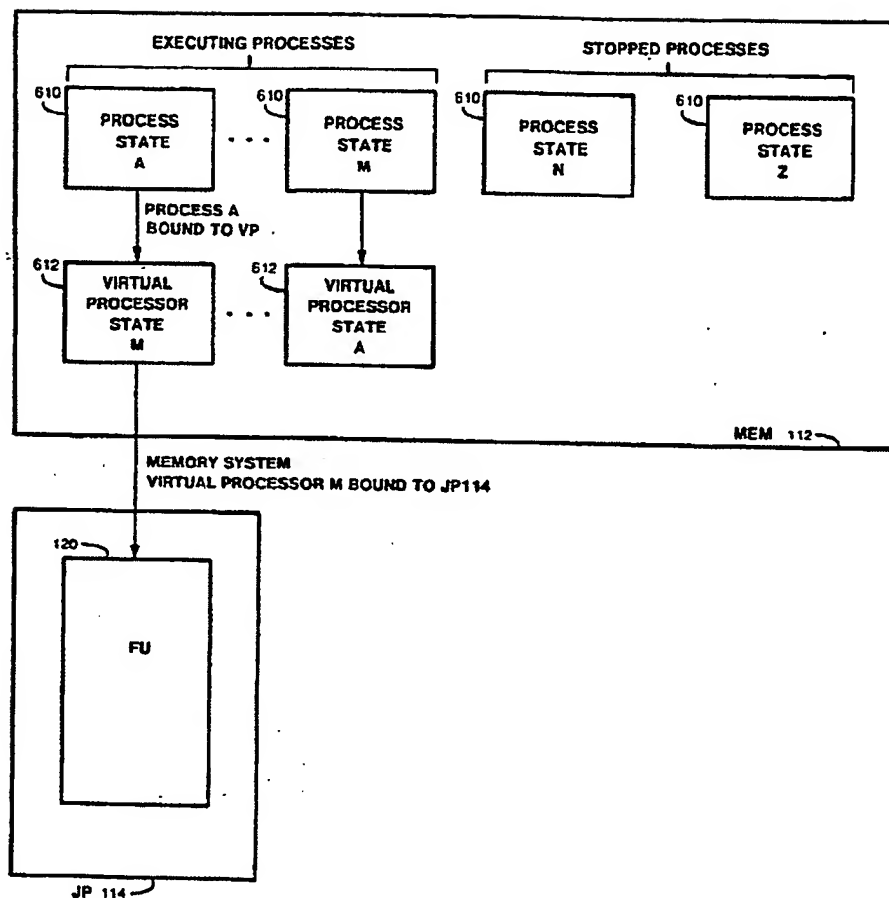 EXECUTING PROCESSES
STOPPED PROCESSES
610
PROCESS
STATE
A
610
PROCESS
STATE
M
610
PROCESS
STATE
N
610
PROCESS
STATE
Z
PROCESS A
BOUND TO VP
612
VIRTUAL
PROCESSOR
STATE
M
612
VIRTUAL
PROCESSOR
STATE
A
MEM 112
MEMORY SYSTEM
VIRTUAL PROCESSOR M BOUND TO JP114
120
FU
JP 114